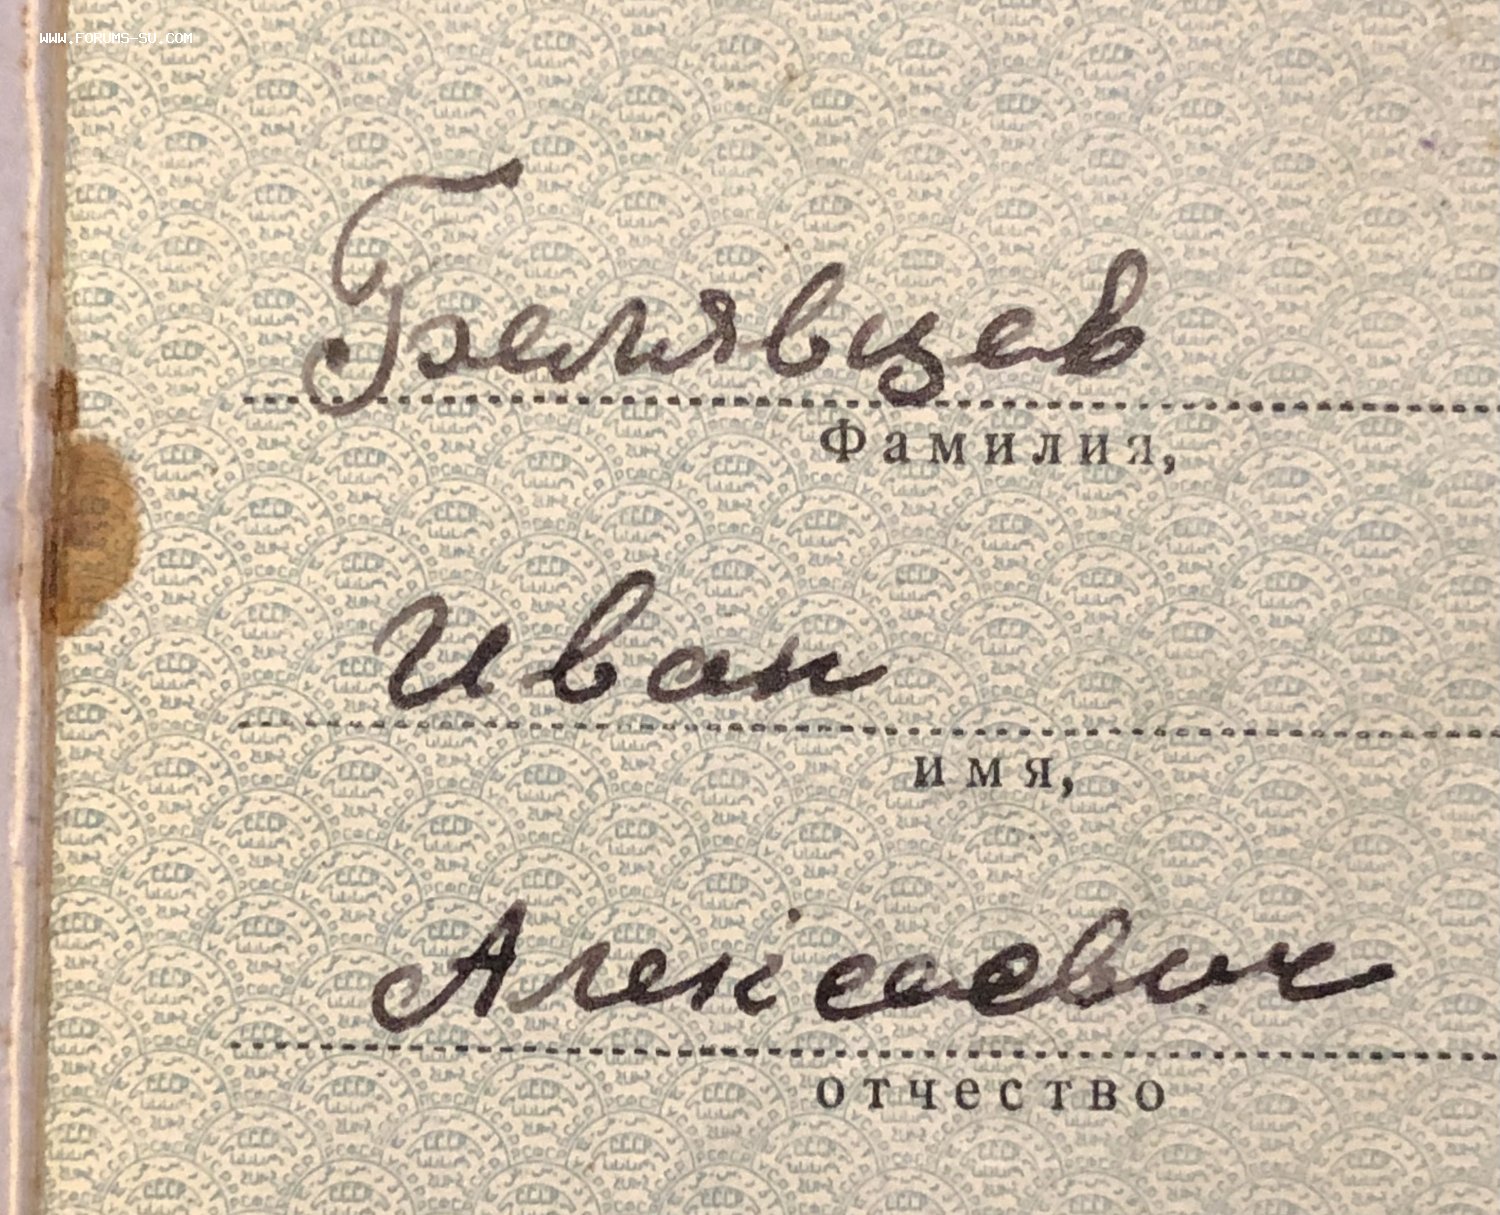 WWW.FORUMS-SU.COM
Белявцев
Фамилия,
Иван
имя,
Алексеевич
отчество